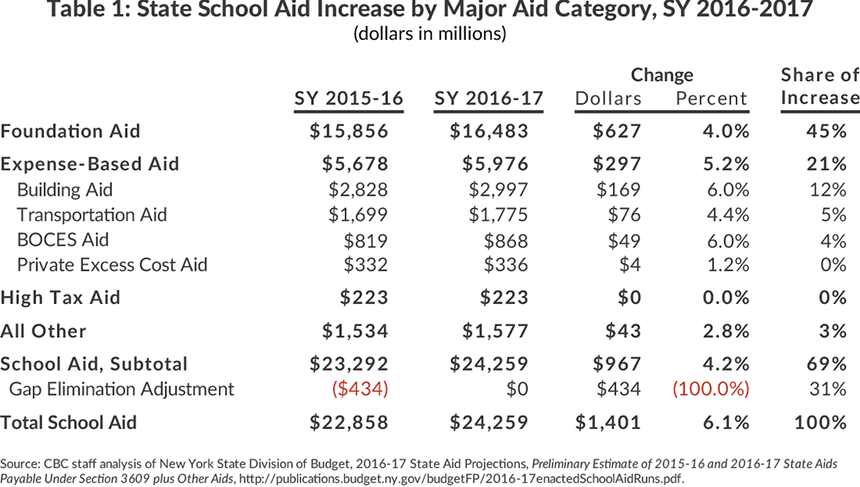 Table 1: State School Aid Increase by Major Aid Category, SY 2016-2017
(dollars in millions)
Change Share of
SY 2015-16 SY 2016-17 Dollars Percent Increase
Foundation Aid $15,856 $16,483 $627 4.0% 45%
Expense-Based Aid $5,678 $5,976 $297 5.2% 21%
Building Aid $2,828 $2,997 $169 6.0% 12%
Transportation Aid $1,699 $1,775 $76 4.4% 5%
BOCES Aid $819 $868 $49 6.0% 4%
Private Excess Cost Aid $332 $336 $4 1.2% 0%
High Tax Aid $223 $223 $0 0.0% 0%
All Other $1,534 $1,577 $43 2.8% 3%
School Aid, Subtotal $23,292 $24,259 $967 4.2% 69%
Gap Elimination Adjustment ($434) $0 $434 (100.0%) 31%
Total School Aid $22,858 $24,259 $1,401 6.1% 100%
Source: CBC staff analysis of New York State Division of Budget, 2016-17 State Aid Projections, Preliminary Estimate of 2015-16 and 2016-17 State Aids
Payable Under Section 3609 plus Other Aids, http://publications.budget.ny.gov/budgetFP/2016-17enactedSchoolAidRuns.pdf.